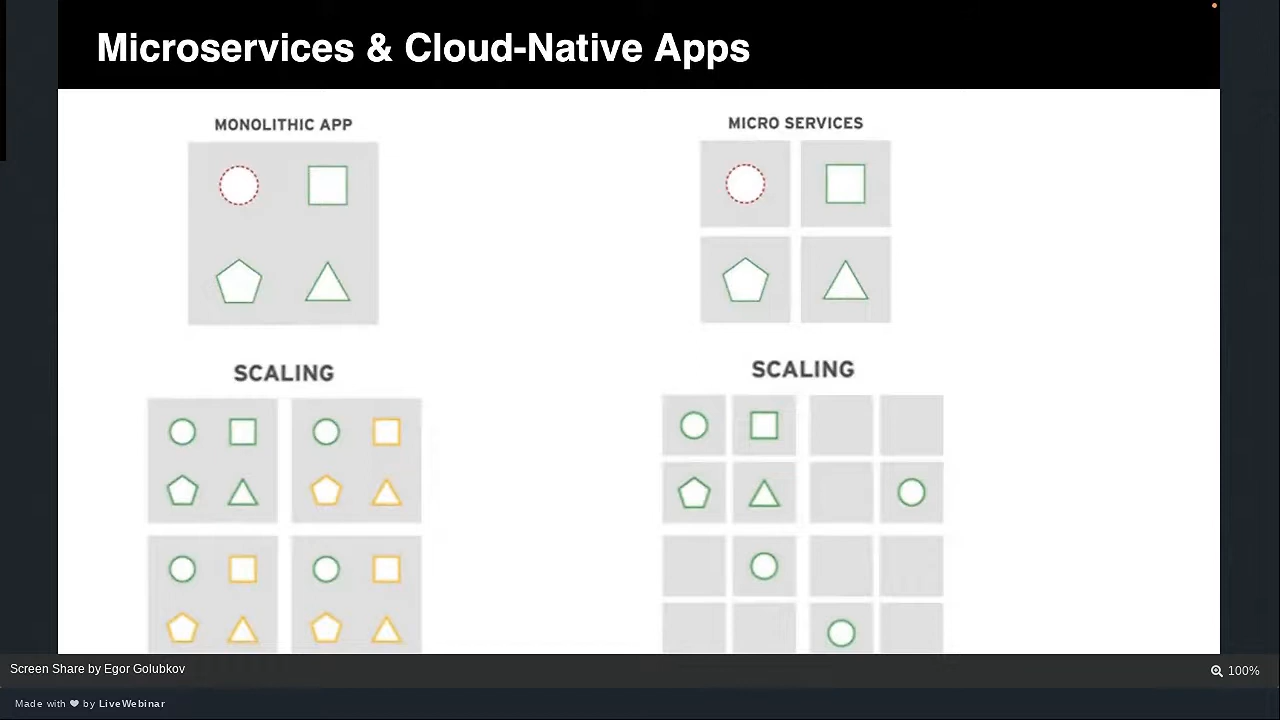 Microservices & Cloud-Native Apps
MONOLITHIC APP
MICRO SERVICES
SCALING
SCALING
Screen Share by Egor Golubkov
100%
Made with ❤ by LiveWebinar